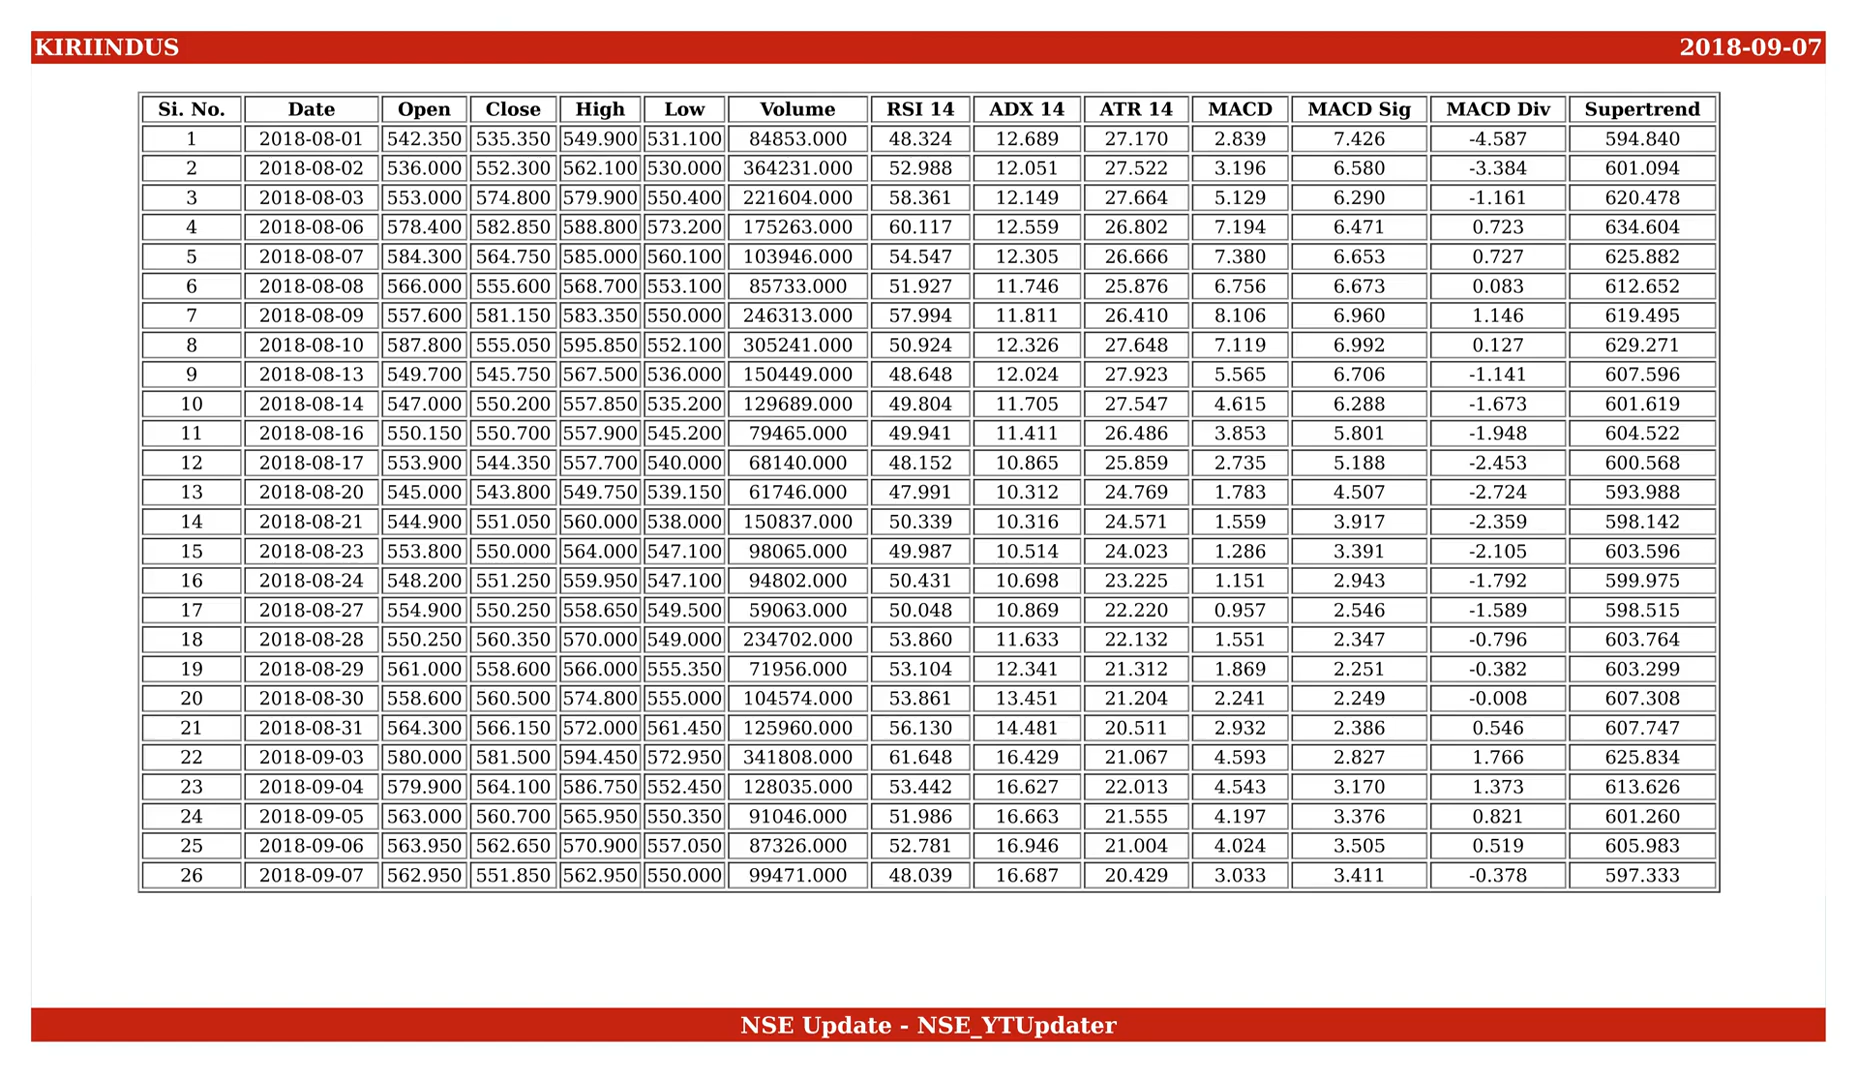 KIRIINDUS 2018-09-07
Si. No. Date Open Close High Low Volume RSI 14 ADX 14 ATR 14 MACD MACD Sig MACD Div Supertrend
1 2018-08-01 542.350 535.350 549.900 531.100 84853.000 48.324 12.689 27.170 2.839 7.426 -4.587 594.840
2 2018-08-02 536.000 552.300 562.100 530.000 364231.000 52.988 12.051 27.522 3.196 6.580 -3.384 601.094
3 2018-08-03 553.000 574.800 579.900 550.400 221604.000 58.361 12.149 27.664 5.129 6.290 -1.161 620.478
4 2018-08-06 578.400 582.850 588.800 573.200 175263.000 60.117 12.559 26.802 7.194 6.471 0.723 634.604
5 2018-08-07 584.300 564.750 585.000 560.100 103946.000 54.547 12.305 26.666 7.380 6.653 0.727 625.882
6 2018-08-08 566.000 555.600 568.700 553.100 85733.000 51.927 11.746 25.876 6.756 6.673 0.083 612.652
7 2018-08-09 557.600 581.150 583.350 550.000 246313.000 57.994 11.811 26.410 8.106 6.960 1.146 619.495
8 2018-08-10 587.800 555.050 595.850 552.100 305241.000 50.924 12.326 27.648 7.119 6.992 0.127 629.271
9 2018-08-13 549.700 545.750 567.500 536.000 150449.000 48.648 12.024 27.923 5.565 6.706 -1.141 607.596
10 2018-08-14 547.000 550.200 557.850 535.200 129689.000 49.804 11.705 27.547 4.615 6.288 -1.673 601.619
11 2018-08-16 550.150 550.700 557.900 545.200 79465.000 49.941 11.411 26.486 3.853 5.801 -1.948 604.522
12 2018-08-17 553.900 544.350 557.700 540.000 68140.000 48.152 10.865 25.859 2.735 5.188 -2.453 600.568
13 2018-08-20 545.000 543.800 549.750 539.150 61746.000 47.991 10.312 24.769 1.783 4.507 -2.724 593.988
14 2018-08-21 544.900 551.050 560.000 538.000 150837.000 50.339 10.316 24.571 1.559 3.917 -2.359 598.142
15 2018-08-23 553.800 550.000 564.000 547.100 98065.000 49.987 10.514 24.023 1.286 3.391 -2.105 603.596
16 2018-08-24 548.200 551.250 559.950 547.100 94802.000 50.431 10.698 23.225 1.151 2.943 -1.792 599.975
17 2018-08-27 554.900 550.250 558.650 549.500 59063.000 50.048 10.869 22.220 0.957 2.546 -1.589 598.515
18 2018-08-28 550.250 560.350 570.000 549.000 234702.000 53.860 11.633 22.132 1.551 2.347 -0.796 603.764
19 2018-08-29 561.000 558.600 566.000 555.350 71956.000 53.104 12.341 21.312 1.869 2.251 -0.382 603.299
20 2018-08-30 558.600 560.500 574.800 555.000 104574.000 53.861 13.451 21.204 2.241 2.249 -0.008 607.308
21 2018-08-31 564.300 566.150 572.000 561.450 125960.000 56.130 14.481 20.511 2.932 2.386 0.546 607.747
22 2018-09-03 580.000 581.500 594.450 572.950 341808.000 61.648 16.429 21.067 4.593 2.827 1.766 625.834
23 2018-09-04 579.900 564.100 586.750 552.450 128035.000 53.442 16.627 22.013 4.543 3.170 1.373 613.626
24 2018-09-05 563.000 560.700 565.950 550.350 91046.000 51.986 16.663 21.555 4.197 3.376 0.821 601.260
25 2018-09-06 563.950 562.650 570.900 557.050 87326.000 52.781 16.946 21.004 4.024 3.505 0.519 605.983
26 2018-09-07 562.950 551.850 562.950 550.000 99471.000 48.039 16.687 20.429 3.033 3.411 -0.378 597.333
NSE Update - NSE_YTUpdater